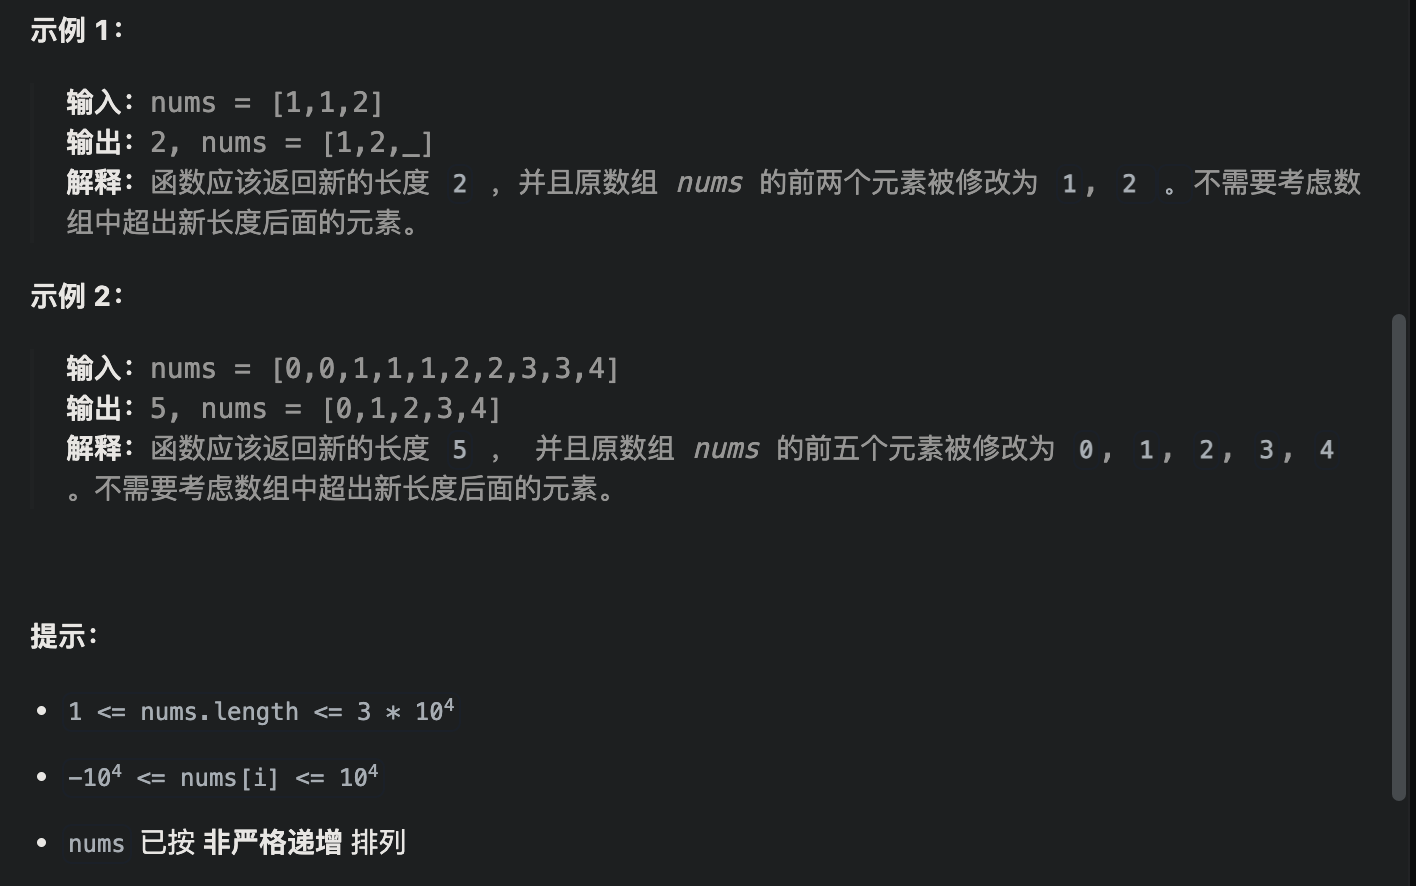 示例 1：
输入：nums = [1,1,2]
输出：2, nums = [1,2,_]
解释：函数应该返回新的长度 2 ，并且原数组 nums 的前两个元素被修改为 1, 2 。不需要考虑数
组中超出新长度后面的元素。
示例 2：
输入：nums = [0,0,1,1,1,2,2,3,3,4]
输出：5, nums = [0,1,2,3,4]
解释：函数应该返回新的长度 5 ， 并且原数组 nums 的前五个元素被修改为 0, 1, 2, 3, 4
。不需要考虑数组中超出新长度后面的元素。
提示：
• 1 <= nums.length <= 3 * 10⁴
• -10⁴ <= nums[i] <= 10⁴
• nums 已按 非严格递增 排列